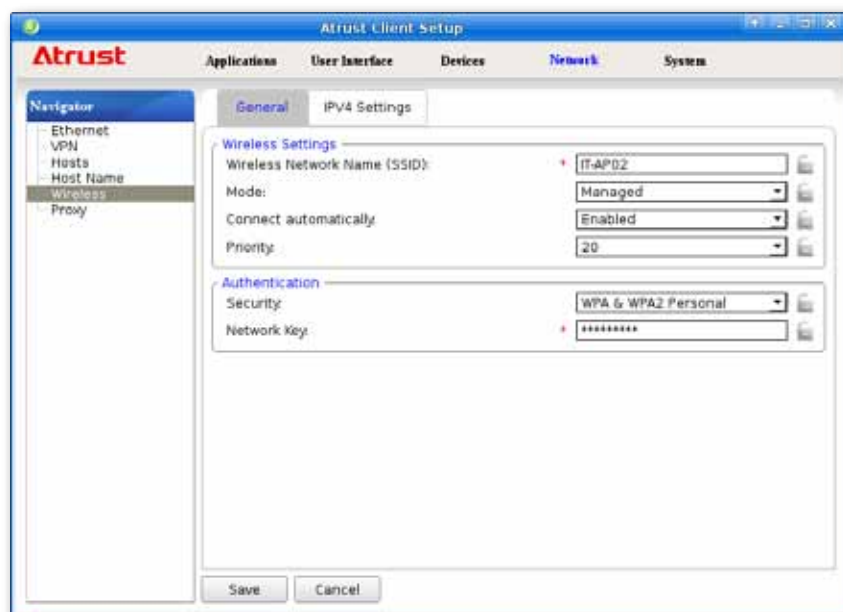 Atrust Client Setup
Atrust
Applications User Interface Devices Network System
Navigator
Ethernet
VPN
Hosts
Host Name
Wireless
Proxy
General IPV4 Settings
Wireless Settings
Wireless Network Name (SSID): * IT-AP02
Mode: Managed
Connect automatically: Enabled
Priority: 20
Authentication
Security: WPA & WPA2 Personal
Network Key: * *********
Save Cancel